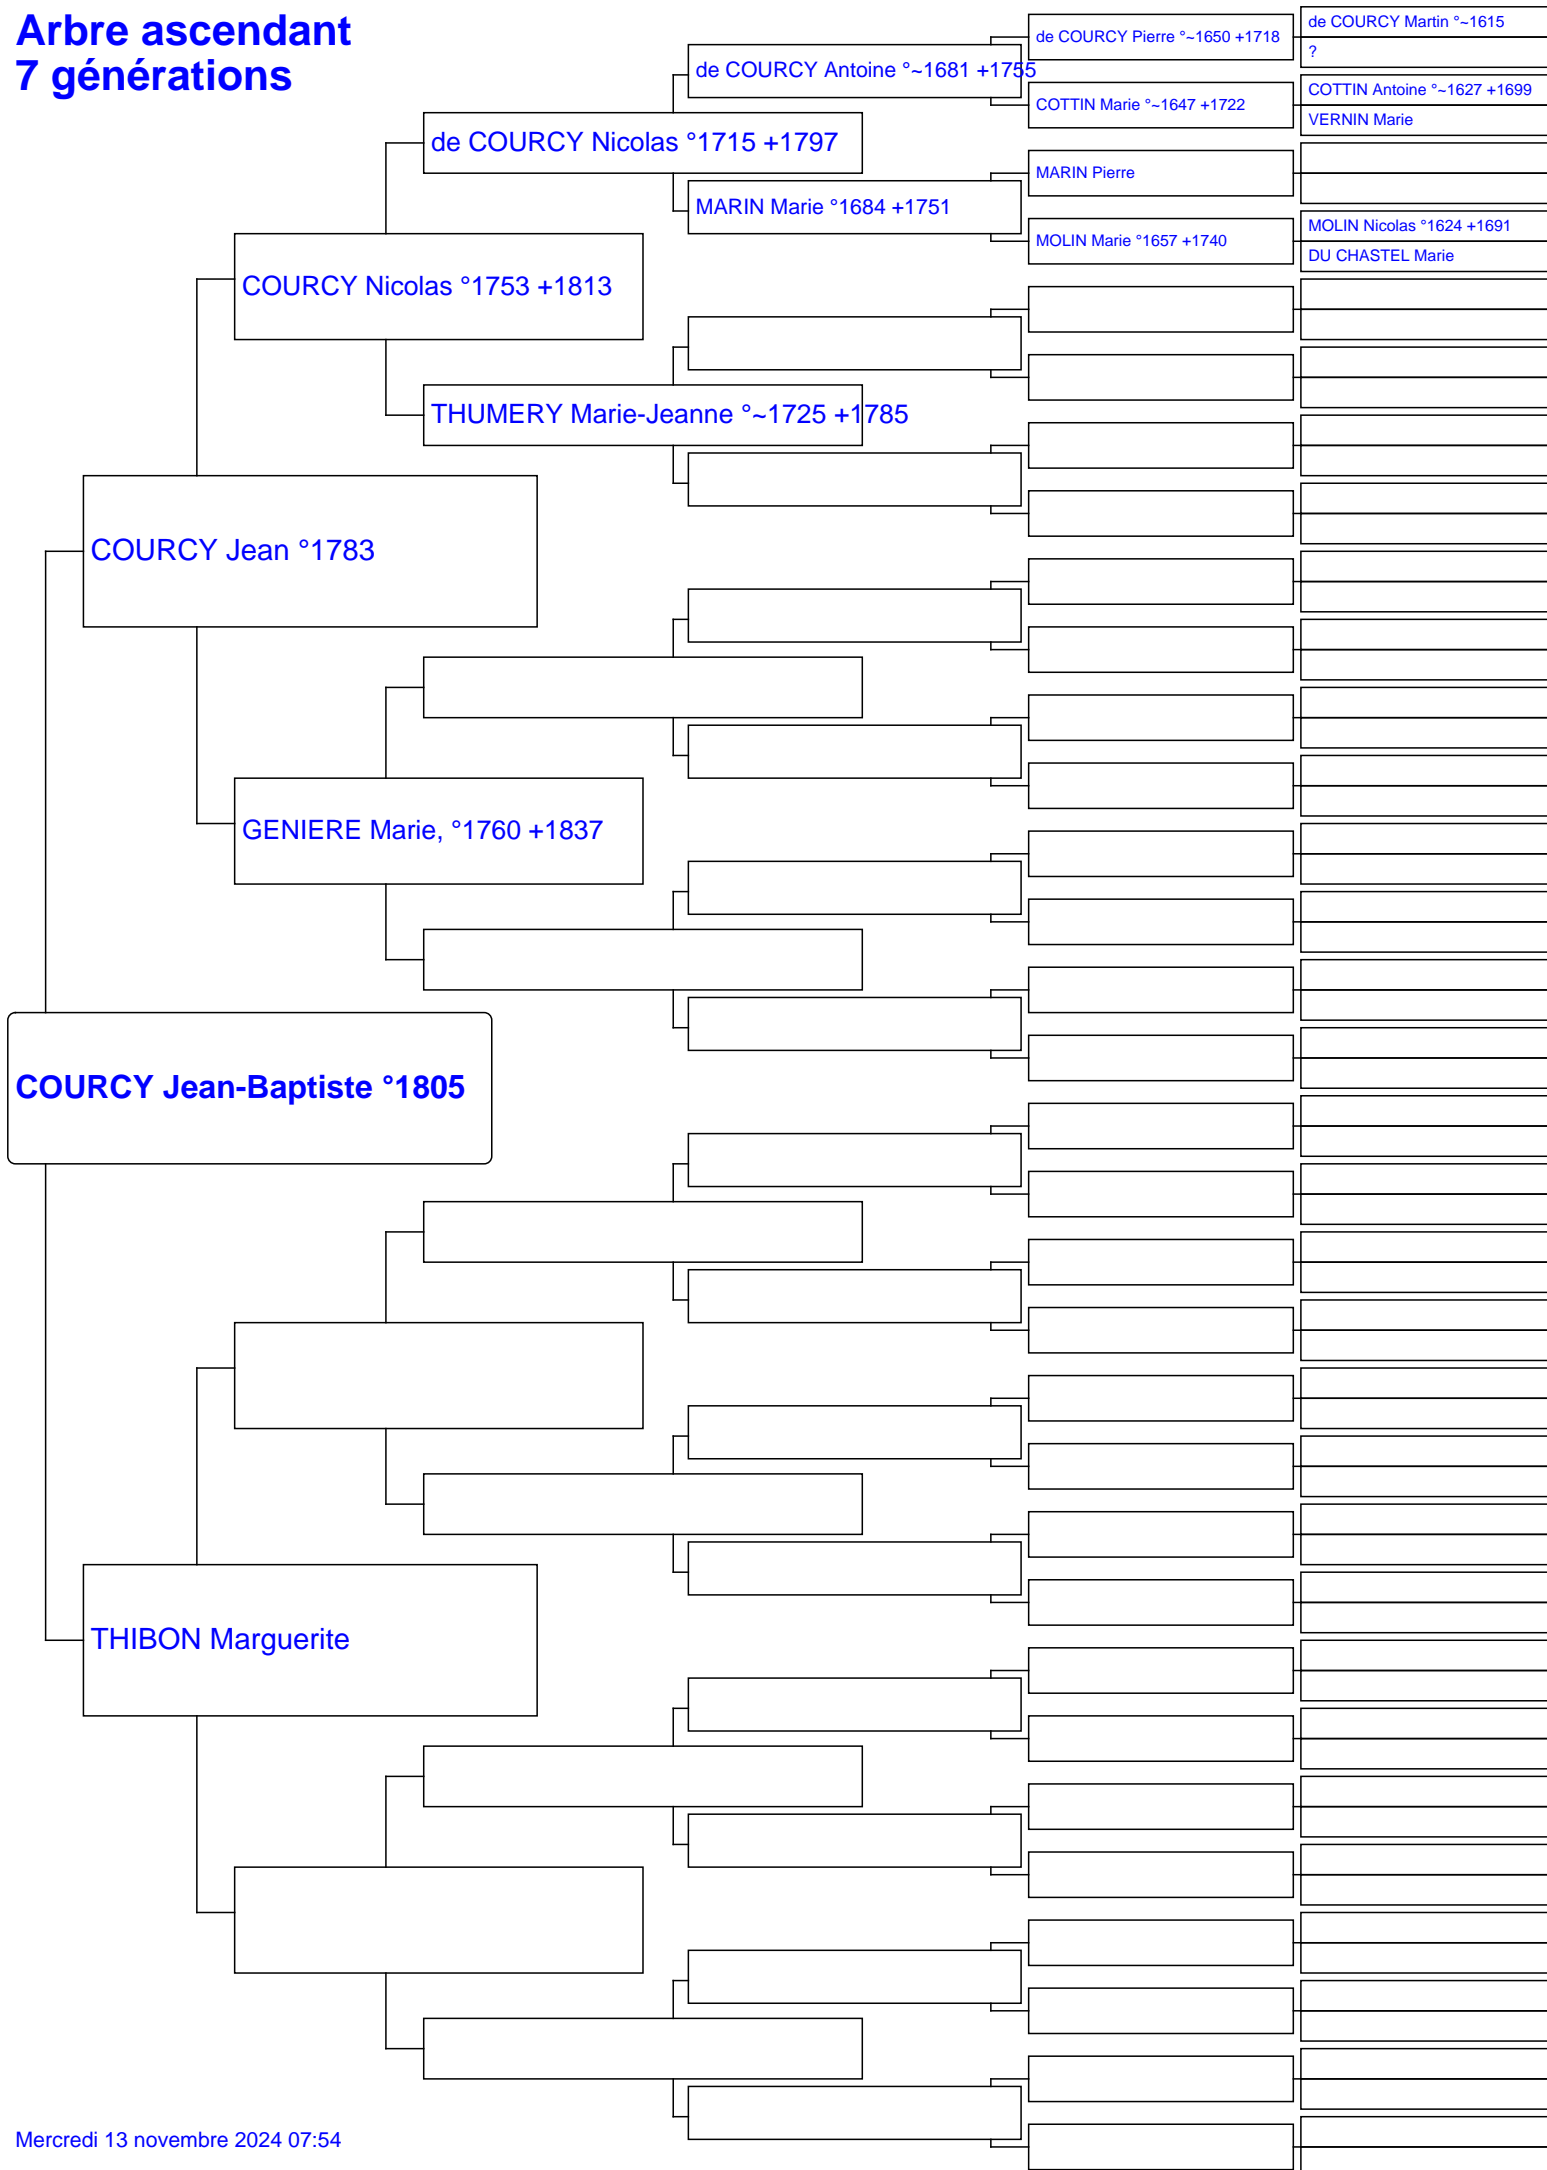 Arbre ascendant
7 générations
de COURCY Martin °~1615
de COURCY Pierre °~1650 +1718
?
de COURCY Antoine °~1681 +1755
COTTIN Antoine °~1627 +1699
COTTIN Marie °~1647 +1722
VERNIN Marie
de COURCY Nicolas °1715 +1797
MARIN Pierre
MARIN Marie °1684 +1751
MOLIN Nicolas °1624 +1691
MOLIN Marie °1657 +1740
DU CHASTEL Marie
COURCY Nicolas °1753 +1813
THUMERY Marie-Jeanne °~1725 +1785
COURCY Jean °1783
GENIERE Marie, °1760 +1837
COURCY Jean-Baptiste °1805
THIBON Marguerite
Mercredi 13 novembre 2024 07:54